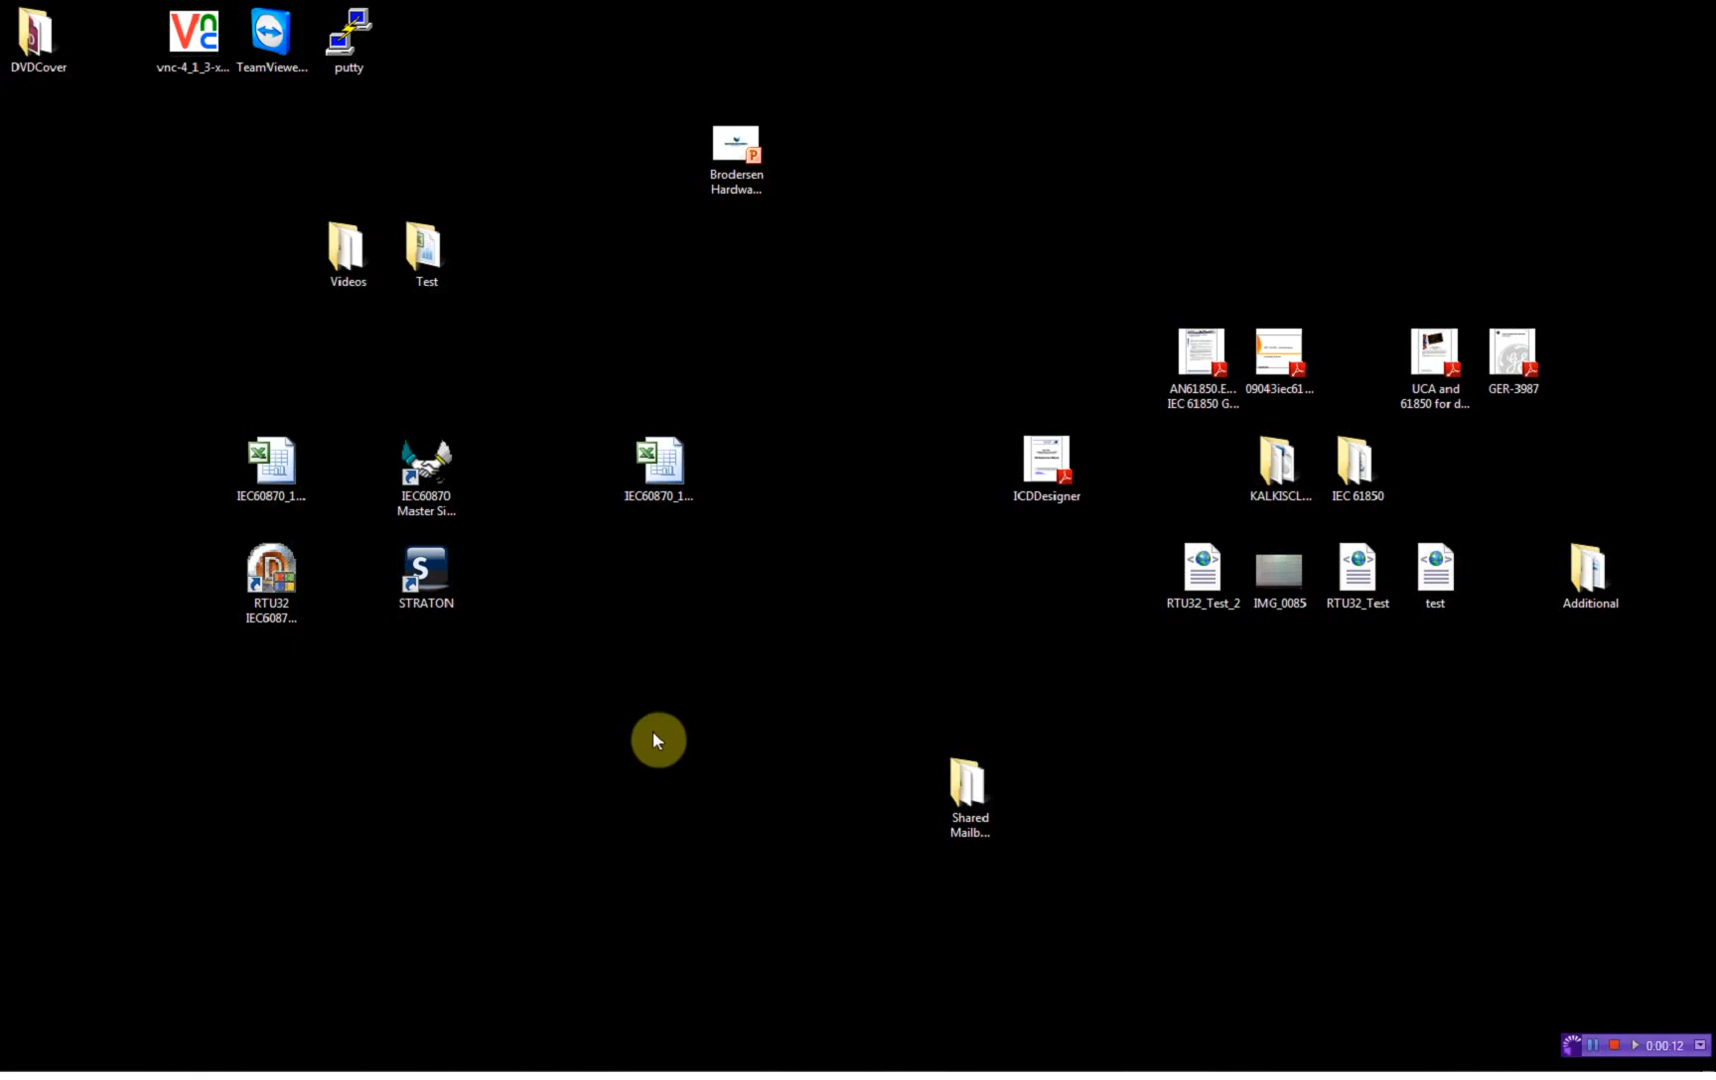 DVDCover
vnc-4_1_3-x...
TeamViewe...
putty
Brodersen
Hardwa...
Videos
Test
AN61850.E...
IEC 61850 G...
09043iec61...
UCA and
61850 for d...
GER-3987
IEC60870_1...
IEC60870
Master Si...
IEC60870_1...
ICDDesigner
KALKISCL...
IEC 61850
RTU32
IEC6087...
STRATON
RTU32_Test_2
IMG_0085
RTU32_Test
test
Additional
Shared
Mailb...
0:00:12